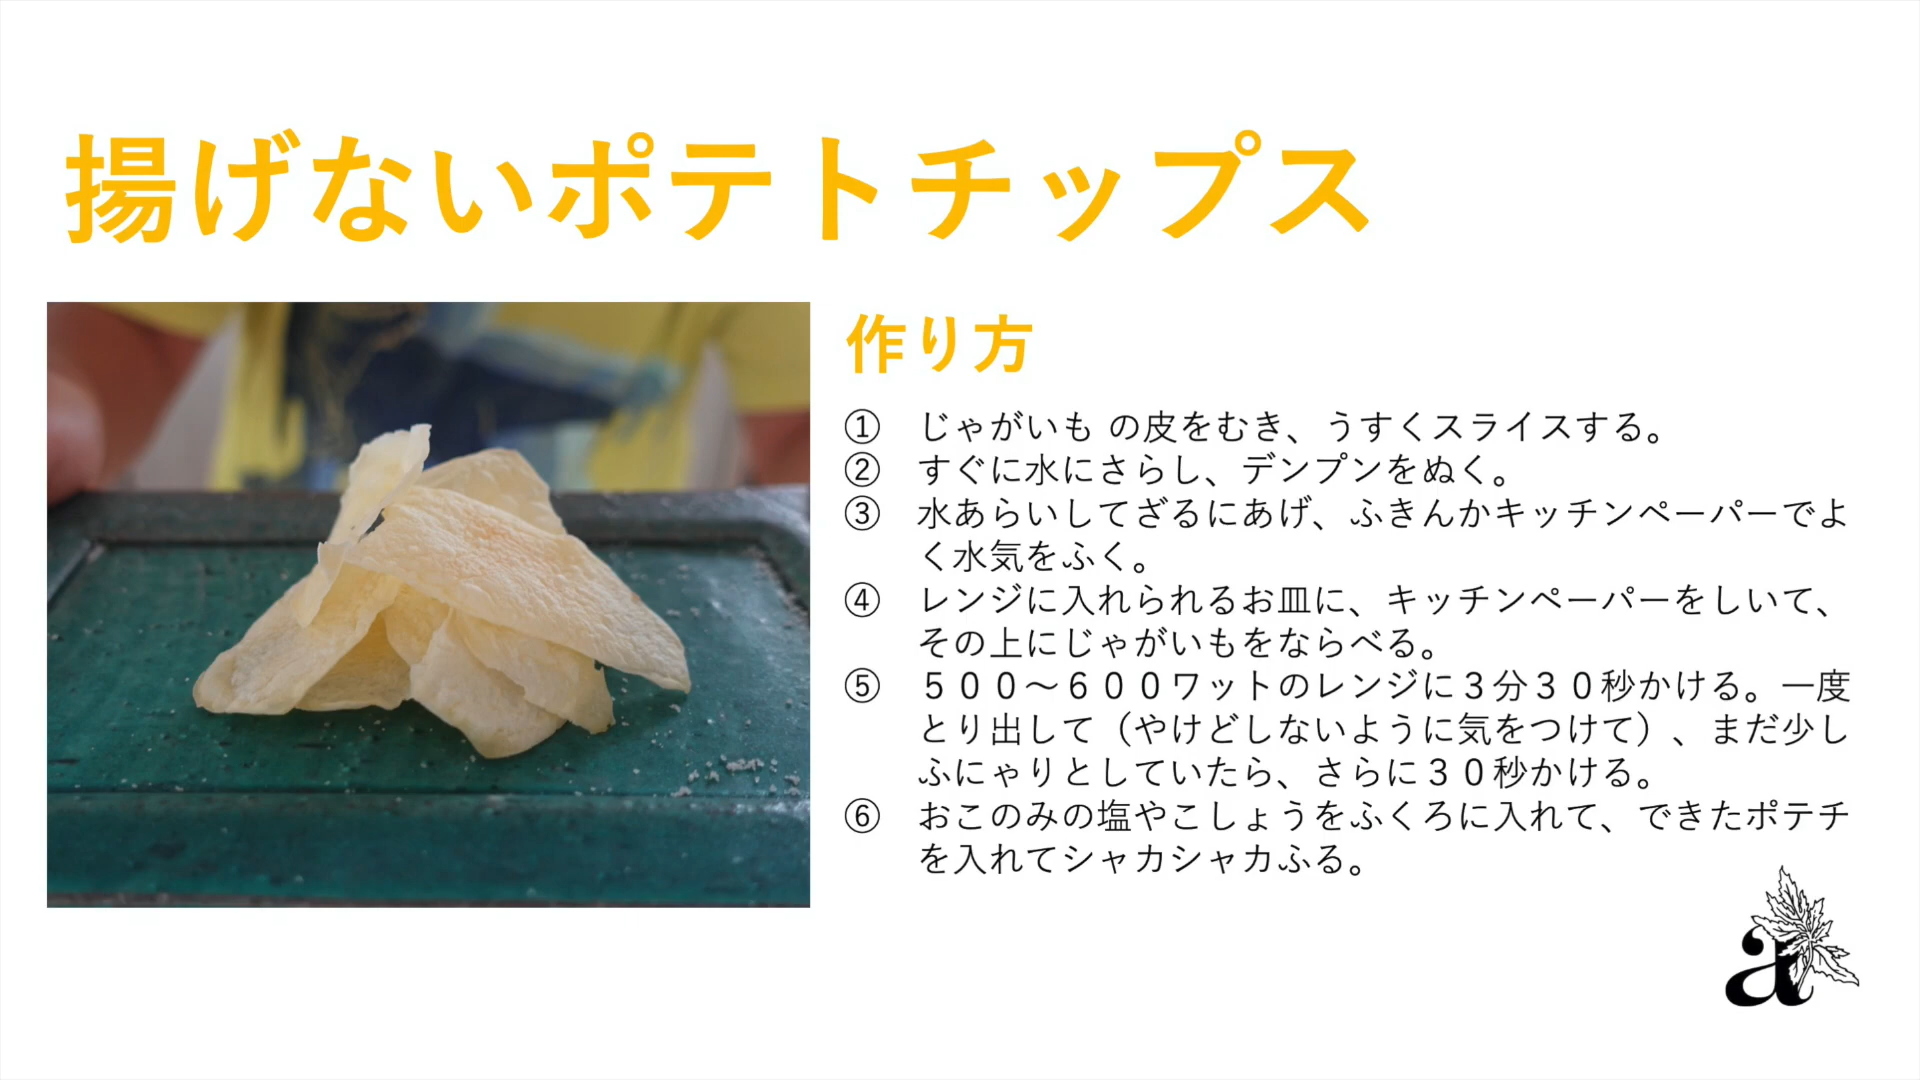 揚げないポテトチップス
作り方
① じゃがいも の皮をむき、うすくスライスする。
② すぐに水にさらし、デンプンをぬく。
③ 水あらいしてざるにあげ、ふきんかキッチンペーパーでよ
く水気をふく。
④ レンジに入れられるお皿に、キッチンペーパーをしいて、
その上にじゃがいもをならべる。
⑤ ５００～６００ワットのレンジに３分３０秒かける。一度
とり出して（やけどしないように気をつけて）、まだ少し
ふにゃりとしていたら、さらに３０秒かける。
⑥ おこのみの塩やこしょうをふくろに入れて、できたポテチ
を入れてシャカシャカふる。
a